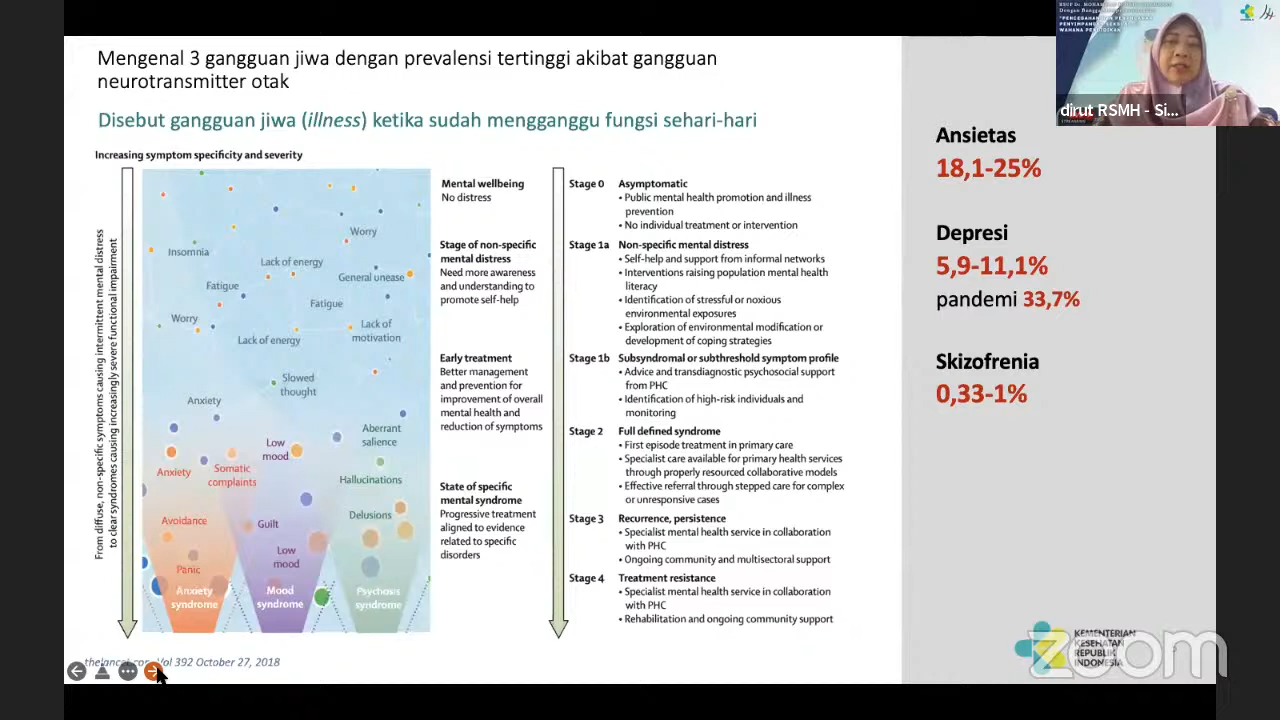 Mengenal 3 gangguan jiwa dengan prevalensi tertinggi akibat gangguan
neurotransmitter otak
Disebut gangguan jiwa (illness) ketika sudah mengganggu fungsi sehari-hari
Increasing symptom specificity and severity
From diffuse, non-specific symptoms causing intermittent mental distress
to clear syndromes causing increasingly severe functional impairment
Worry
Insomnia
Lack of energy
General unease
Fatigue
Fatigue
Worry
Lack of
motivation
Lack of energy
Slowed
thought
Anxiety
Aberrant
salience
Low
mood
Anxiety
Somatic
complaints
Hallucinations
Delusions
Avoidance
Guilt
Low
mood
Panic
Anxiety
syndrome
Mood
syndrome
Psychosis
syndrome
Mental wellbeing
No distress
Stage of non-specific
mental distress
Need more awareness
and understanding to
promote self-help
Early treatment
Better management
and prevention for
improvement of overall
mental health and
reduction of symptoms
State of specific
mental syndrome
Progressive treatment
aligned to evidence
related to specific
disorders
Stage 0 Asymptomatic
• Public mental health promotion and illness
prevention
• No individual treatment or intervention
Stage 1a Non-specific mental distress
• Self-help and support from informal networks
• Interventions raising population mental health
literacy
• Identification of stressful or noxious
environmental exposures
• Exploration of environmental modification or
development of coping strategies
Stage 1b Subsyndromal or subthreshold symptom profile
• Advice and transdiagnostic psychosocial support
from PHC
• Identification of high-risk individuals and
monitoring
Stage 2 Full defined syndrome
• First episode treatment in primary care
• Specialist care available for primary health services
through properly resourced collaborative models
• Effective referral through stepped care for complex
or unresponsive cases
Stage 3 Recurrence, persistence
• Specialist mental health service in collaboration
with PHC
• Ongoing community and multisectoral support
Stage 4 Treatment resistance
• Specialist mental health service in collaboration
with PHC
• Rehabilitation and ongoing community support
thelancet.com Vol 392 October 27, 2018
Ansietas
18,1-25%
Depresi
5,9-11,1%
pandemi 33,7%
Skizofrenia
0,33-1%
WAHANA PENDIDIKAN
dirut RSMH - Si...
KEMENTERIAN
KESEHATAN
REPUBLIK
INDONESIA
zoom